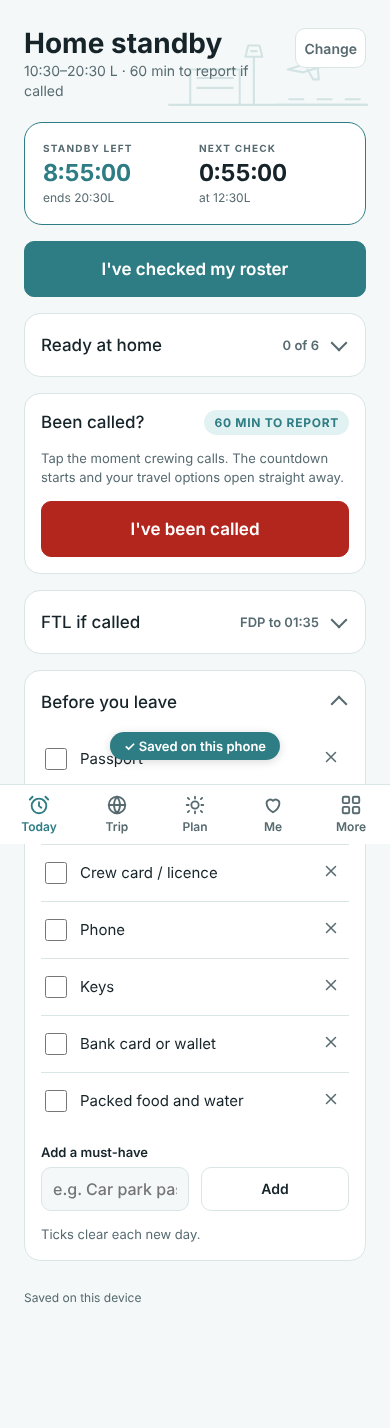 Home standby
Change
10:30–20:30 L · 60 min to report if
called
STANDBY LEFT
NEXT CHECK
8:55:00
0:55:00
ends 20:30L
at 12:30L
I've checked my roster
Ready at home
0 of 6
Been called?
60 MIN TO REPORT
Tap the moment crewing calls. The countdown
starts and your travel options open straight away.
I've been called
FTL if called
FDP to 01:35
Before you leave
✓ Saved on this phone
Passport
Today
Trip
Plan
Me
More
Crew card / licence
Phone
Keys
Bank card or wallet
Packed food and water
Add a must-have
e.g. Car park pas
Add
Ticks clear each new day.
Saved on this device